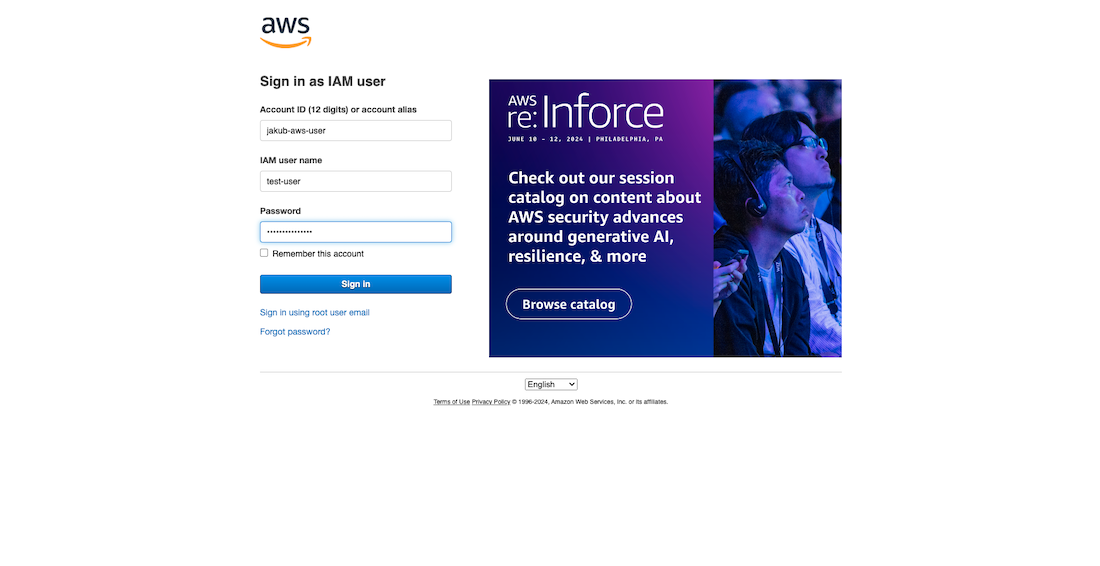 aws
Sign in as IAM user
Account ID (12 digits) or account alias
jakub-aws-user
IAM user name
test-user
Password
•••••••••••••••
Remember this account
Sign in
Sign in using root user email
Forgot password?
AWS
re:Inforce
JUNE 10 – 12, 2024 | PHILADELPHIA, PA
Check out our session
catalog on content about
AWS security advances
around generative AI,
resilience, & more
Browse catalog
English
Terms of Use Privacy Policy © 1996-2024, Amazon Web Services, Inc. or its affiliates.